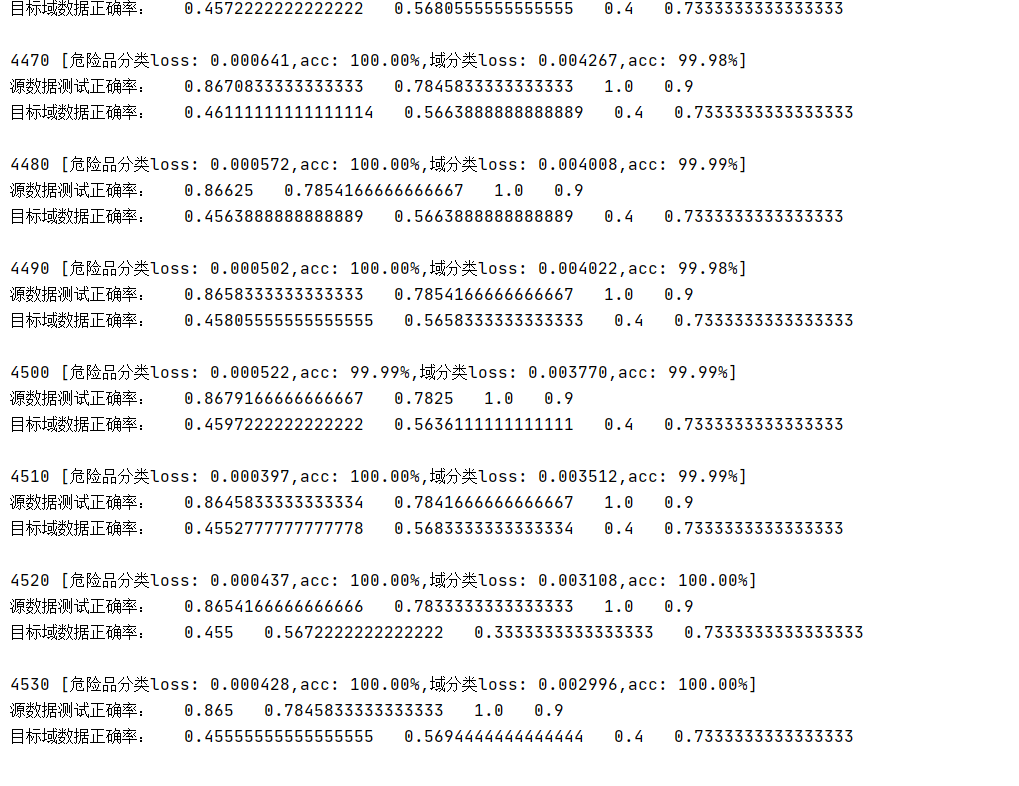 目标域数据正确率： 0.4572222222222222 0.5680555555555555 0.4 0.7333333333333333
4470 [危险品分类loss: 0.000641,acc: 100.00%,域分类loss: 0.004267,acc: 99.98%]
源数据测试正确率： 0.8670833333333333 0.7845833333333333 1.0 0.9
目标域数据正确率： 0.46111111111111114 0.5663888888888889 0.4 0.7333333333333333
4480 [危险品分类loss: 0.000572,acc: 100.00%,域分类loss: 0.004008,acc: 99.99%]
源数据测试正确率： 0.86625 0.7854166666666667 1.0 0.9
目标域数据正确率： 0.4563888888888889 0.5663888888888889 0.4 0.7333333333333333
4490 [危险品分类loss: 0.000502,acc: 100.00%,域分类loss: 0.004022,acc: 99.98%]
源数据测试正确率： 0.8658333333333333 0.7854166666666667 1.0 0.9
目标域数据正确率： 0.45805555555555555 0.5658333333333333 0.4 0.7333333333333333
4500 [危险品分类loss: 0.000522,acc: 99.99%,域分类loss: 0.003770,acc: 99.99%]
源数据测试正确率： 0.8679166666666667 0.7825 1.0 0.9
目标域数据正确率： 0.4597222222222222 0.5636111111111111 0.4 0.7333333333333333
4510 [危险品分类loss: 0.000397,acc: 100.00%,域分类loss: 0.003512,acc: 99.99%]
源数据测试正确率： 0.8645833333333334 0.7841666666666667 1.0 0.9
目标域数据正确率： 0.4552777777777778 0.5683333333333334 0.4 0.7333333333333333
4520 [危险品分类loss: 0.000437,acc: 100.00%,域分类loss: 0.003108,acc: 100.00%]
源数据测试正确率： 0.8654166666666666 0.7833333333333333 1.0 0.9
目标域数据正确率： 0.455 0.5672222222222222 0.3333333333333333 0.7333333333333333
4530 [危险品分类loss: 0.000428,acc: 100.00%,域分类loss: 0.002996,acc: 100.00%]
源数据测试正确率： 0.865 0.7845833333333333 1.0 0.9
目标域数据正确率： 0.45555555555555555 0.5694444444444444 0.4 0.7333333333333333